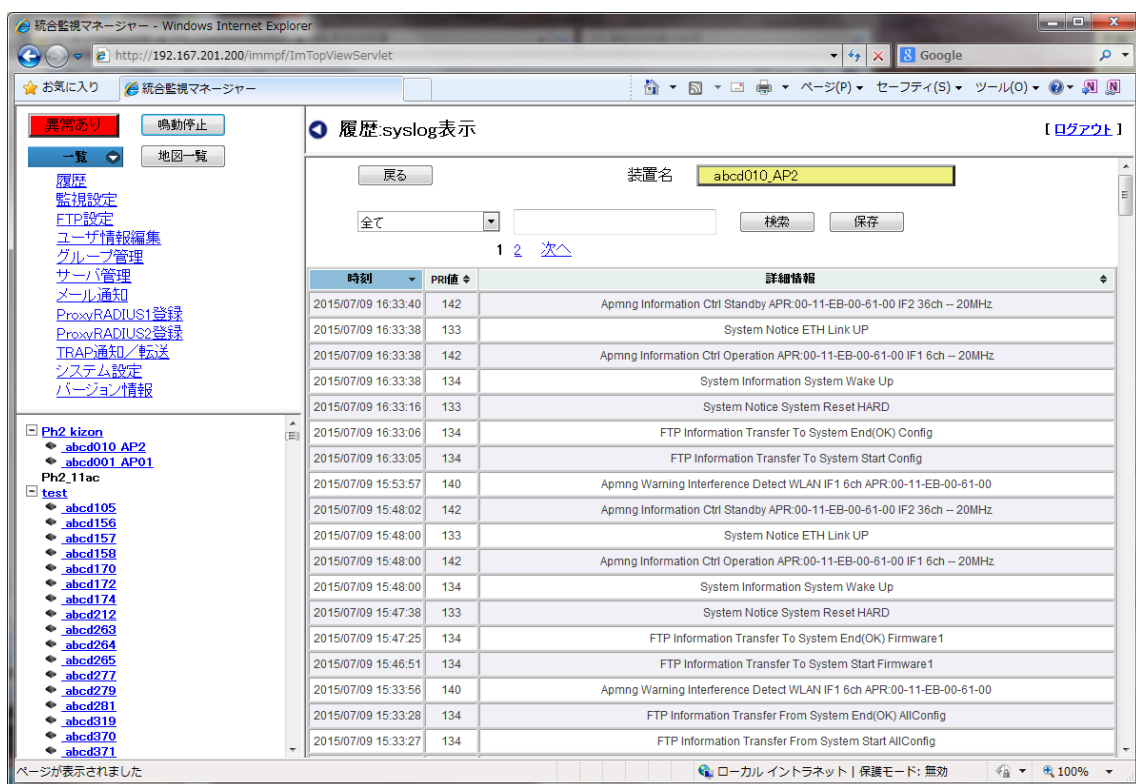 統合監視マネージャー - Windows Internet Explorer
http://192.167.201.200/immpf/ImTopViewServlet
Google
お気に入り 統合監視マネージャー ページ(P) セーフティ(S) ツール(O)
異常あり 鳴動停止
一覧 地図一覧
履歴
監視設定
FTP設定
ユーザ情報編集
グループ管理
サーバ管理
メール通知
ProxyRADIUS1登録
ProxyRADIUS2登録
TRAP通知／転送
システム設定
バージョン情報
Ph2 kizon
abcd010 AP2
abcd001 AP01
Ph2_11ac
test
abcd105
abcd156
abcd157
abcd158
abcd170
abcd172
abcd174
abcd212
abcd263
abcd264
abcd265
abcd277
abcd279
abcd281
abcd319
abcd370
abcd371
履歴:syslog表示 [ ログアウト ]
戻る 装置名 abcd010_AP2
全て 検索 保存
1 2 次へ
時刻 PRI値 詳細情報
2015/07/09 16:33:40 142 Apmng Information Ctrl Standby APR:00-11-EB-00-61-00 IF2 36ch -- 20MHz
2015/07/09 16:33:38 133 System Notice ETH Link UP
2015/07/09 16:33:38 142 Apmng Information Ctrl Operation APR:00-11-EB-00-61-00 IF1 6ch -- 20MHz
2015/07/09 16:33:38 134 System Information System Wake Up
2015/07/09 16:33:16 133 System Notice System Reset HARD
2015/07/09 16:33:06 134 FTP Information Transfer To System End(OK) Config
2015/07/09 16:33:05 134 FTP Information Transfer To System Start Config
2015/07/09 15:53:57 140 Apmng Warning Interference Detect WLAN IF1 6ch APR:00-11-EB-00-61-00
2015/07/09 15:48:02 142 Apmng Information Ctrl Standby APR:00-11-EB-00-61-00 IF2 36ch -- 20MHz
2015/07/09 15:48:00 133 System Notice ETH Link UP
2015/07/09 15:48:00 142 Apmng Information Ctrl Operation APR:00-11-EB-00-61-00 IF1 6ch -- 20MHz
2015/07/09 15:48:00 134 System Information System Wake Up
2015/07/09 15:47:38 133 System Notice System Reset HARD
2015/07/09 15:47:25 134 FTP Information Transfer To System End(OK) Firmware1
2015/07/09 15:46:51 134 FTP Information Transfer To System Start Firmware1
2015/07/09 15:33:56 140 Apmng Warning Interference Detect WLAN IF1 6ch APR:00-11-EB-00-61-00
2015/07/09 15:33:28 134 FTP Information Transfer From System End(OK) AllConfig
2015/07/09 15:33:27 134 FTP Information Transfer From System Start AllConfig
ページが表示されました ローカル イントラネット | 保護モード: 無効 100%